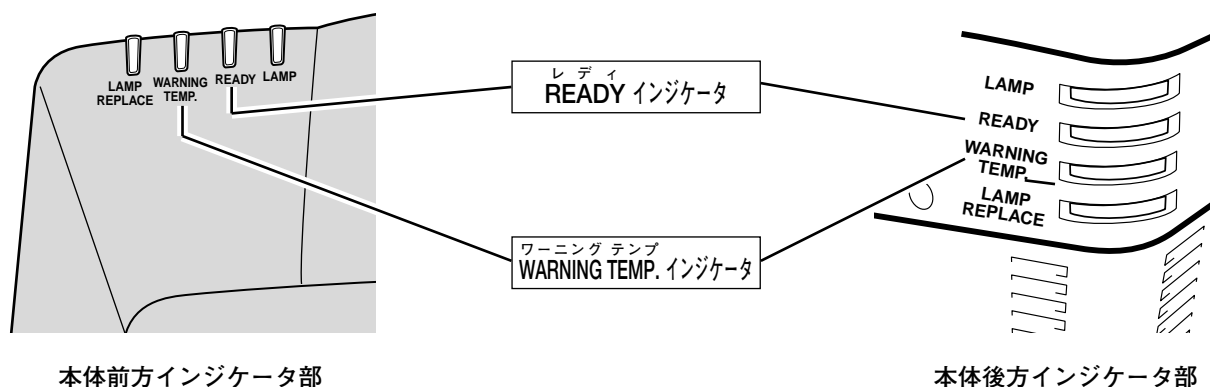 LAMP
REPLACE
WARNING
TEMP.
READY
LAMP
レディ
READY インジケータ
ワーニング テンプ
WARNING TEMP. インジケータ
LAMP
READY
WARNING
TEMP.
LAMP
REPLACE
本体前方インジケータ部
本体後方インジケータ部